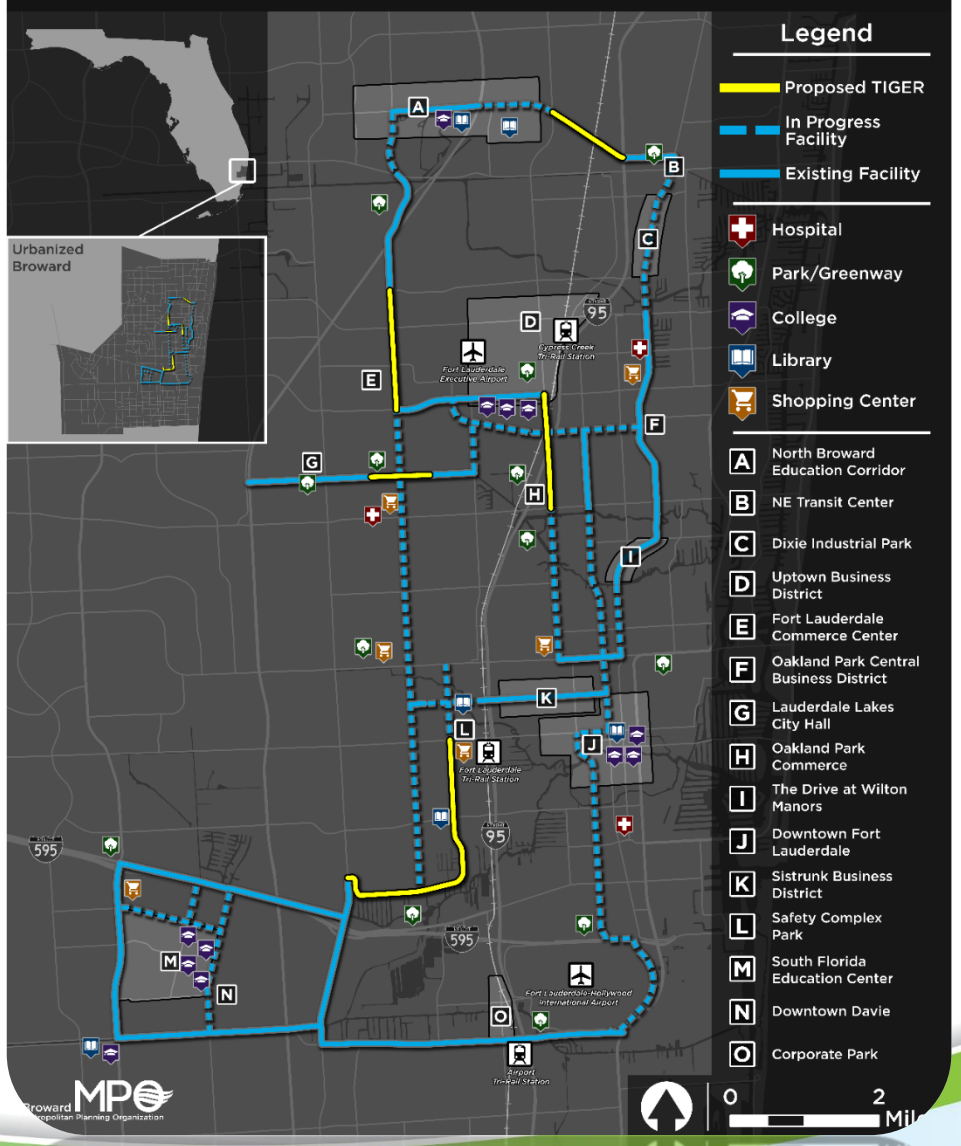 Legend
Proposed TIGER
In Progress
Facility
Existing Facility
Hospital
Park/Greenway
College
Library
Shopping Center
A North Broward
Education Corridor
B NE Transit Center
C Dixie Industrial Park
D Uptown Business
District
E Fort Lauderdale
Commerce Center
F Oakland Park Central
Business District
G Lauderdale Lakes
City Hall
H Oakland Park
Commerce
I The Drive at Wilton
Manors
J Downtown Fort
Lauderdale
K Sistrunk Business
District
L Safety Complex
Park
M South Florida
Education Center
N Downtown Davie
O Corporate Park
0 2
Mil
Urbanized
Broward
A
B
C
D
95
Cypress Creek
Tri-Rail Station
Fort Lauderdale
Executive Airport
E
F
G
H
I
K
L
J
Fort Lauderdale
Tri-Rail Station
95
595
595
M
N
Fort Lauderdale-Hollywood
International Airport
O
Airport
Tri-Rail Station
Broward MPO
etropolitan Planning Organization